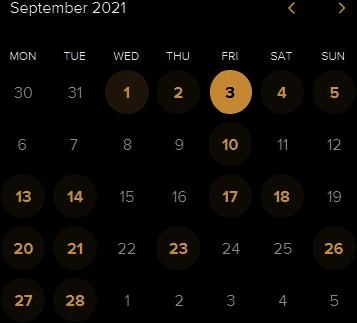 September 2021
MON TUE WED THU FRI SAT SUN
30 31 1 2 3 4 5
6 7 8 9 10 11 12
13 14 15 16 17 18 19
20 21 22 23 24 25 26
27 28 1 2 3 4 5